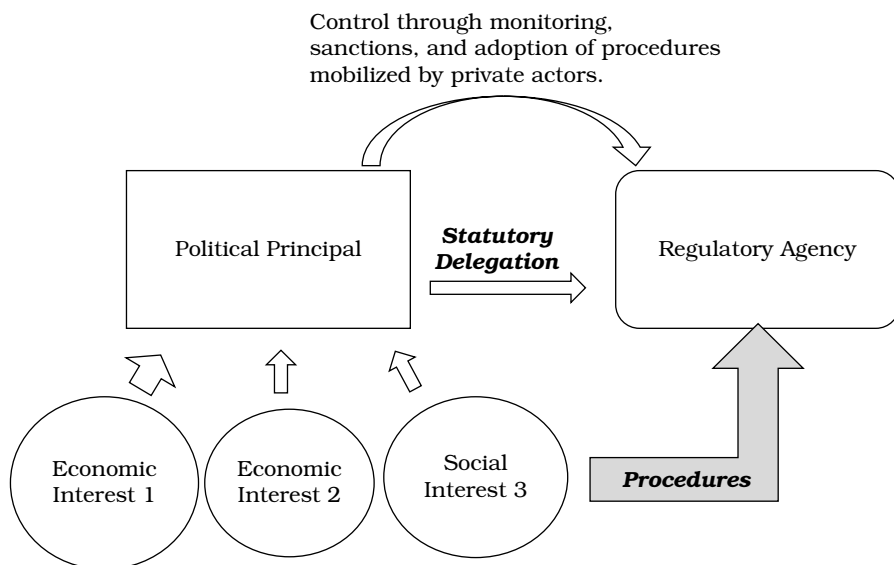 Control through monitoring,
sanctions, and adoption of procedures
mobilized by private actors.
Political Principal
Statutory
Delegation
Regulatory Agency
Economic
Interest 1
Economic
Interest 2
Social
Interest 3
Procedures